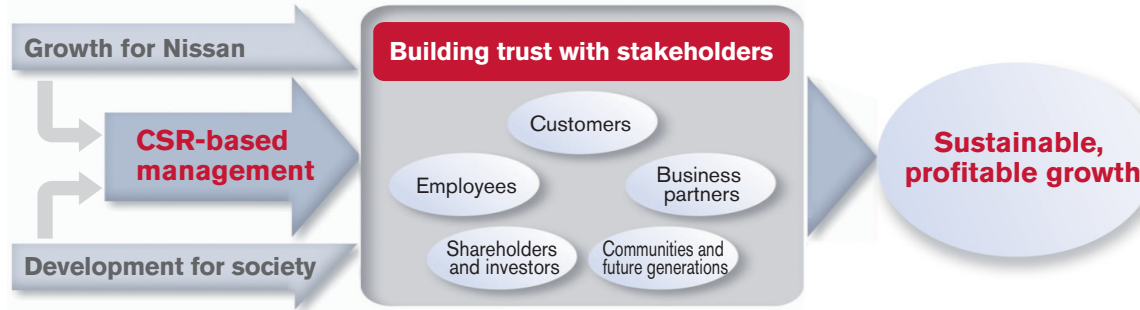 Growth for Nissan
CSR-based
management
Development for society
Building trust with stakeholders
Customers
Employees
Business
partners
Shareholders
and investors
Communities and
future generations
Sustainable,
profitable growth